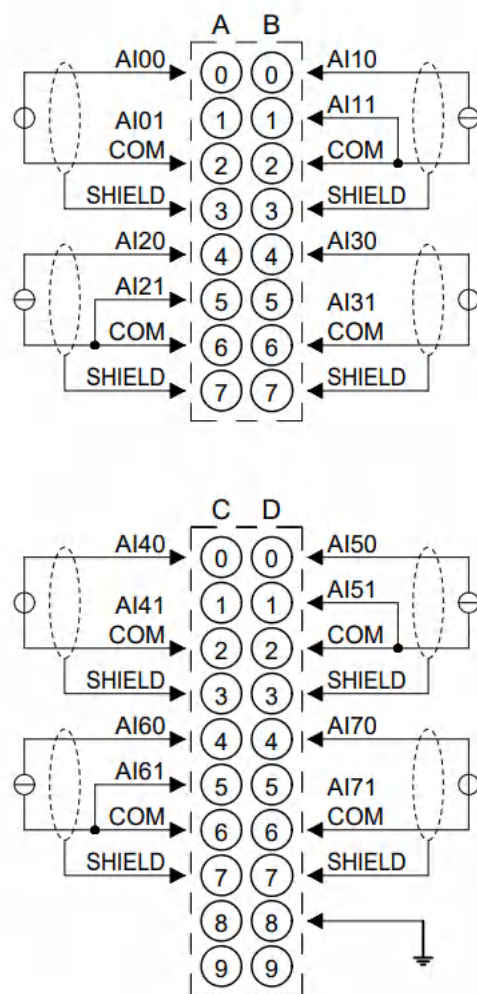 A B
AI00 0 0 AI10
AI01 1 1 AI11
COM 2 2 COM
SHIELD 3 3 SHIELD
AI20 4 4 AI30
AI21 5 5 AI31
COM 6 6 COM
SHIELD 7 7 SHIELD
C D
AI40 0 0 AI50
AI41 1 1 AI51
COM 2 2 COM
SHIELD 3 3 SHIELD
AI60 4 4 AI70
AI61 5 5 AI71
COM 6 6 COM
SHIELD 7 7 SHIELD
8 8
9 9